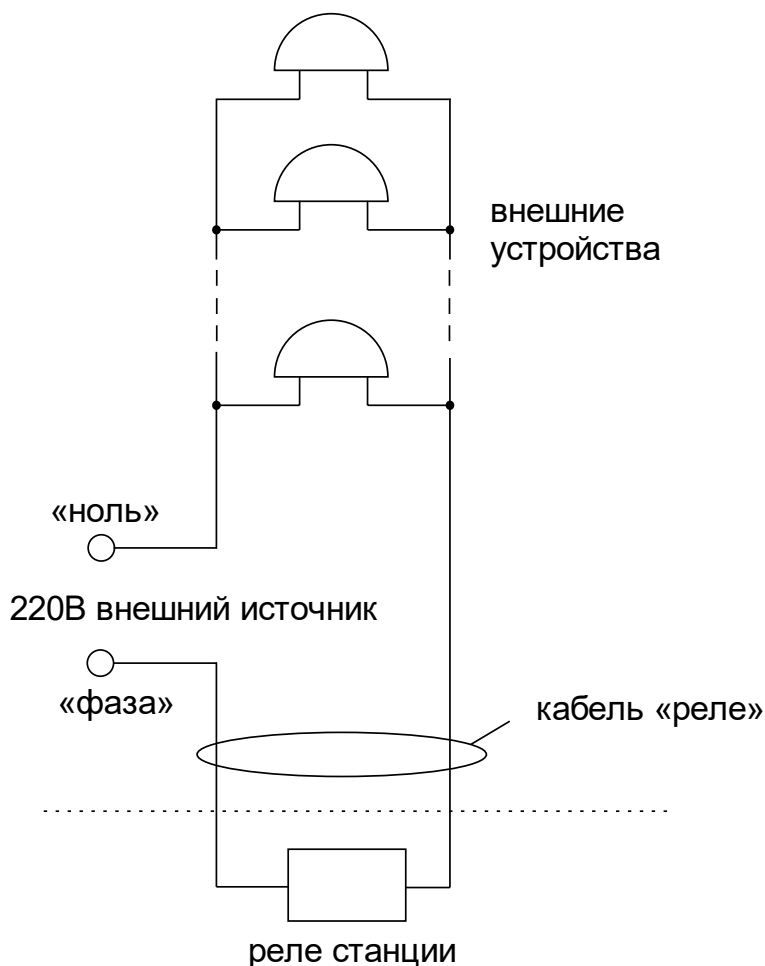 внешние
устройства
«ноль»
220В внешний источник
«фаза»
кабель «реле»
реле станции